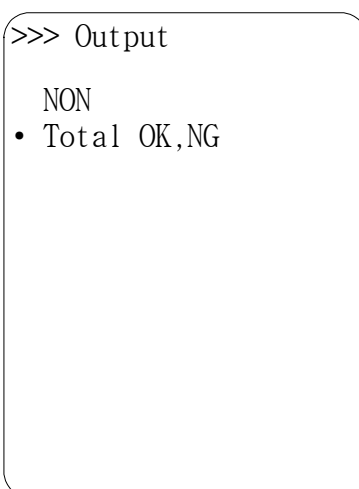 >>> Output
NON
• Total OK,NG